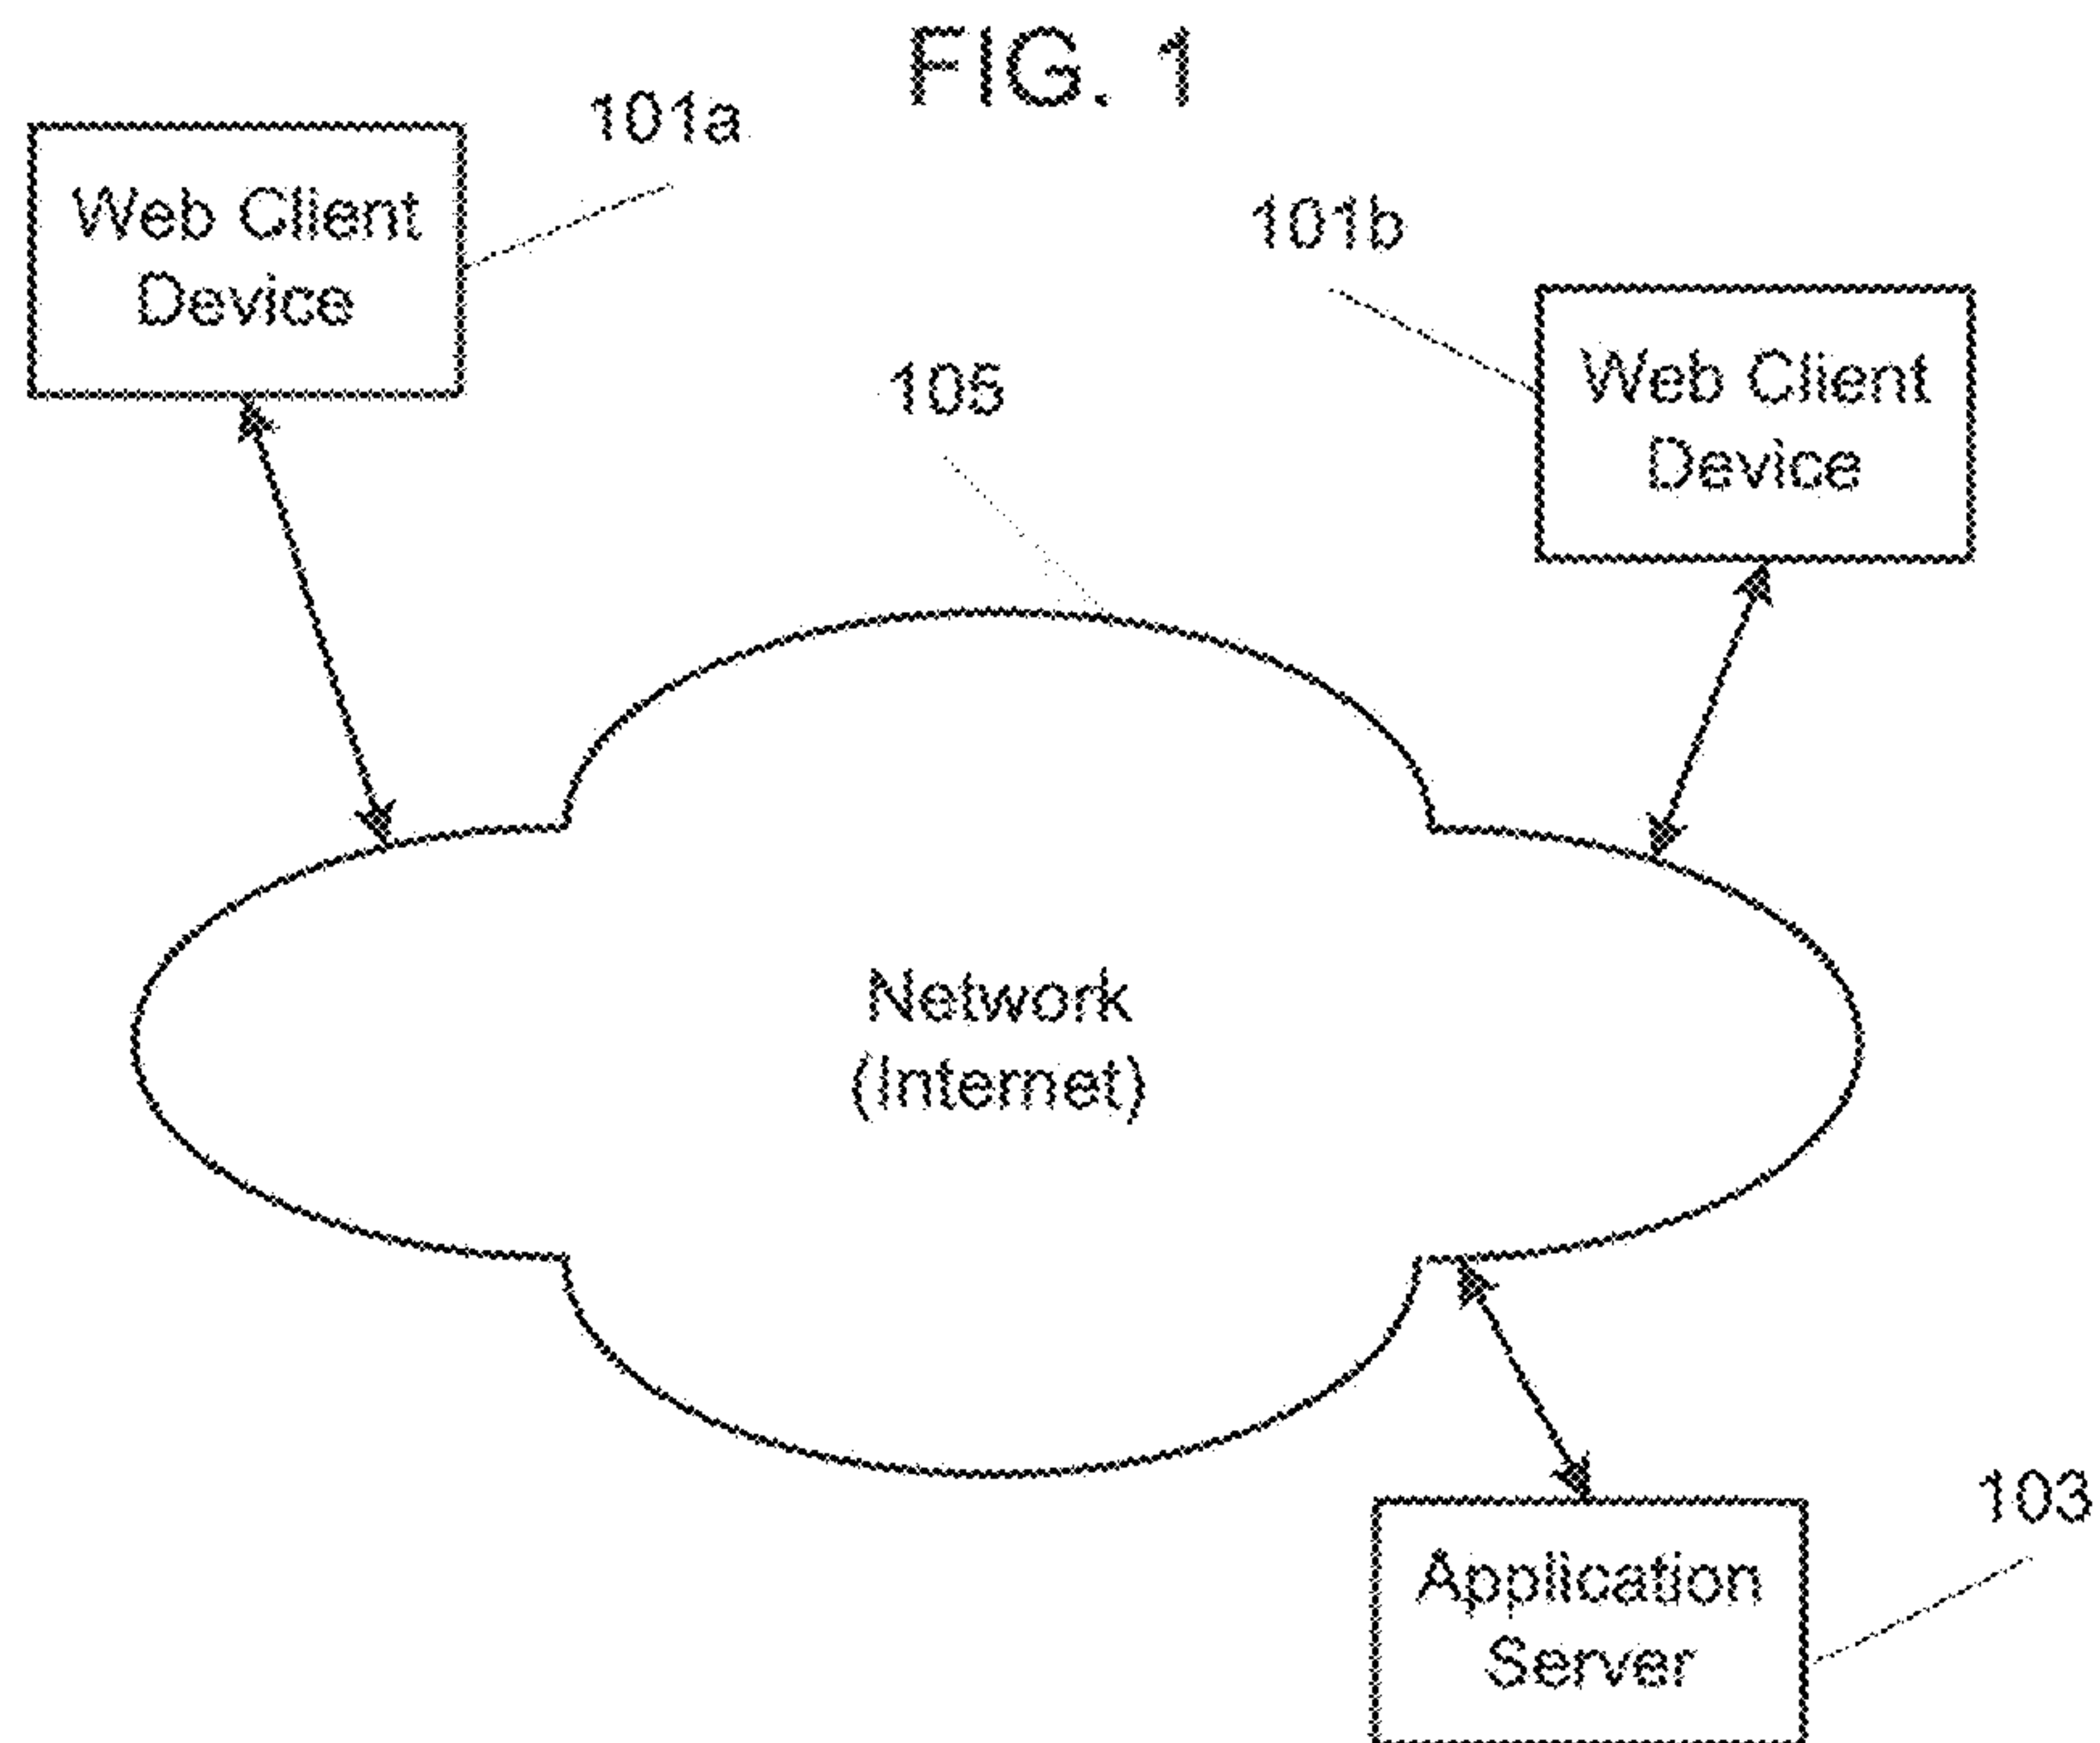 FIG. 1
101a
Web Client
Device
101b
Web Client
Device
105
Network
(Internet)
103
Application
Server